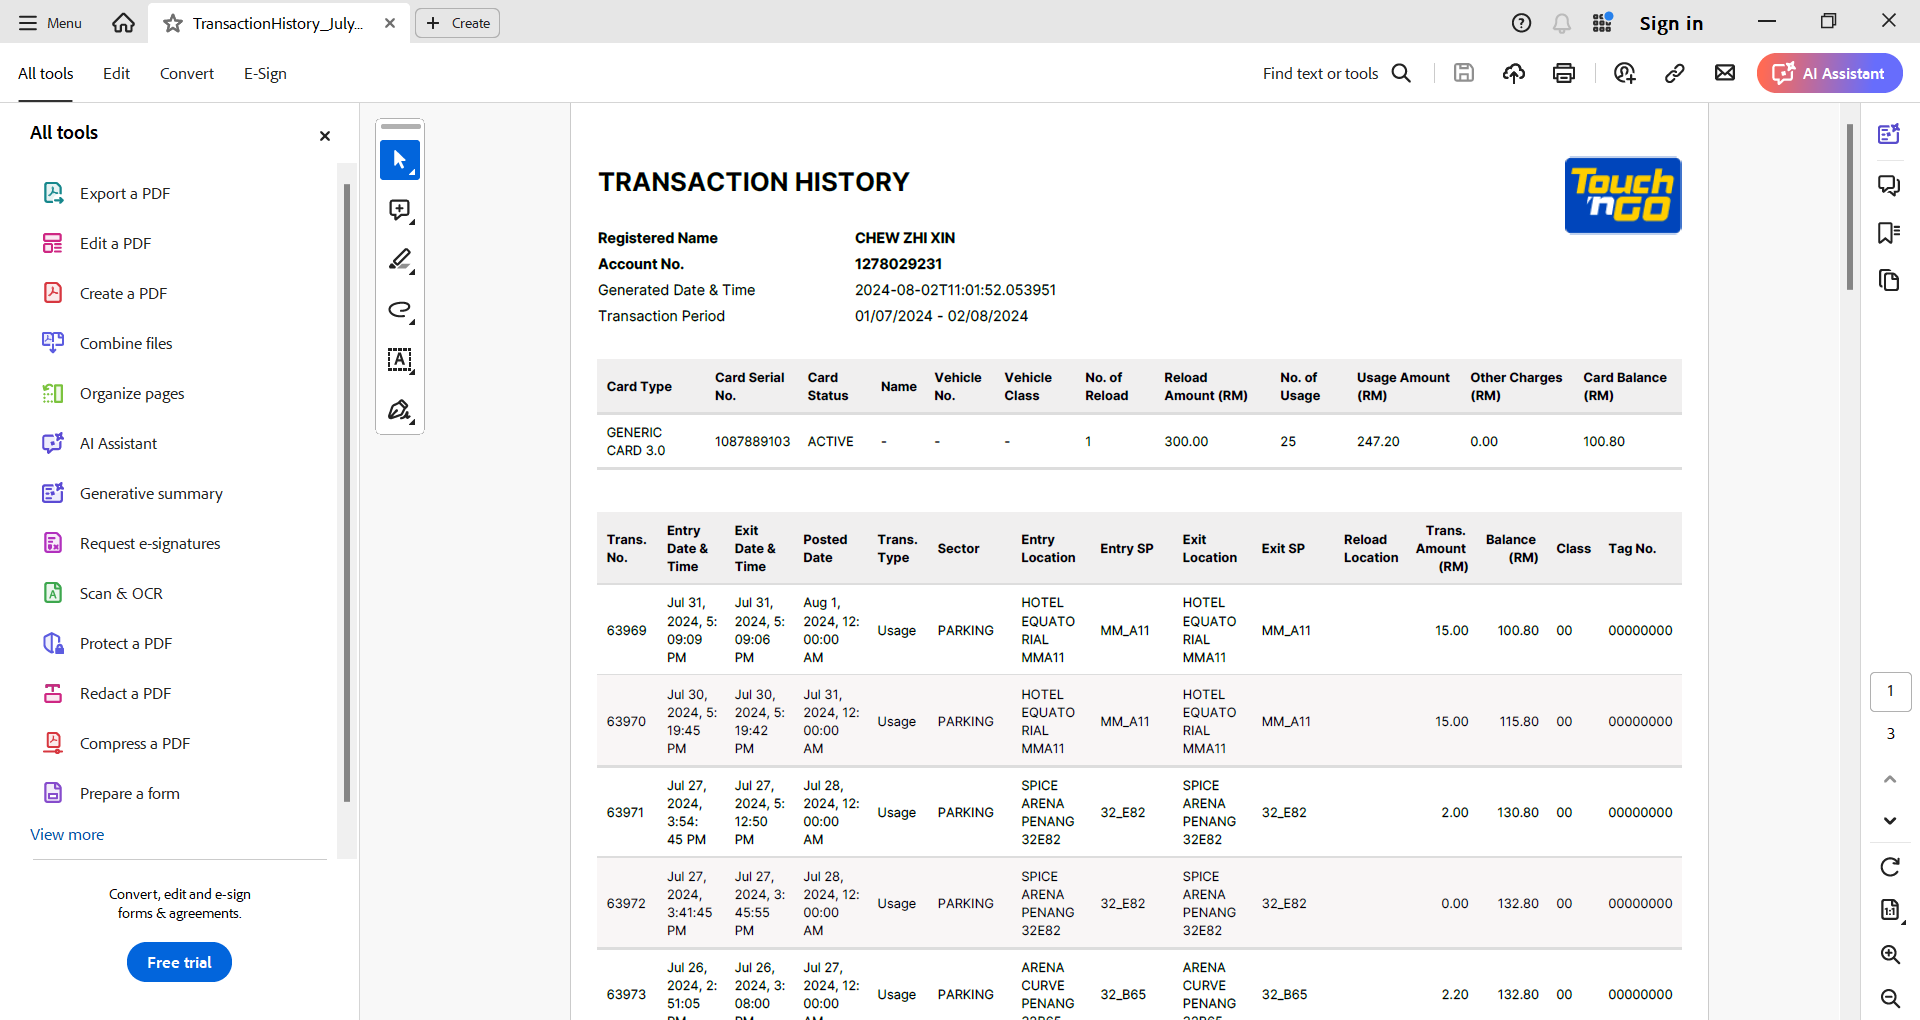 Menu
TransactionHistory_July...
Create
Sign in
All tools
Edit
Convert
E-Sign
Find text or tools
AI Assistant
All tools
Export a PDF
Edit a PDF
Create a PDF
Combine files
Organize pages
AI Assistant
Generative summary
Request e-signatures
Scan & OCR
Protect a PDF
Redact a PDF
Compress a PDF
Prepare a form
View more
Convert, edit and e-sign
forms & agreements.
Free trial
TRANSACTION HISTORY
Touch
'n GO
Registered Name CHEW ZHI XIN
Account No. 1278029231
Generated Date & Time 2024-08-02T11:01:52.053951
Transaction Period 01/07/2024 - 02/08/2024
Card Type Card Serial No. Card Status Name Vehicle No. Vehicle Class No. of Reload Reload Amount (RM) No. of Usage Usage Amount (RM) Other Charges (RM) Card Balance (RM)
GENERIC CARD 3.0 1087889103 ACTIVE - - - 1 300.00 25 247.20 0.00 100.80
Trans. No. Entry Date & Time Exit Date & Time Posted Date Trans. Type Sector Entry Location Entry SP Exit Location Exit SP Reload Location Trans. Amount (RM) Balance (RM) Class Tag No.
63969 Jul 31, 2024, 5:09:09 PM Jul 31, 2024, 5:09:06 PM Aug 1, 2024, 12:00:00 AM Usage PARKING HOTEL EQUATORIAL MMA11 MM_A11 HOTEL EQUATORIAL MMA11 MM_A11 15.00 100.80 00 00000000
63970 Jul 30, 2024, 5:19:45 PM Jul 30, 2024, 5:19:42 PM Jul 31, 2024, 12:00:00 AM Usage PARKING HOTEL EQUATORIAL MMA11 MM_A11 HOTEL EQUATORIAL MMA11 MM_A11 15.00 115.80 00 00000000
63971 Jul 27, 2024, 3:54:45 PM Jul 27, 2024, 5:12:50 PM Jul 28, 2024, 12:00:00 AM Usage PARKING SPICE ARENA PENANG 32E82 32_E82 SPICE ARENA PENANG 32E82 32_E82 2.00 130.80 00 00000000
63972 Jul 27, 2024, 3:41:45 PM Jul 27, 2024, 3:45:55 PM Jul 28, 2024, 12:00:00 AM Usage PARKING SPICE ARENA PENANG 32E82 32_E82 SPICE ARENA PENANG 32E82 32_E82 0.00 132.80 00 00000000
63973 Jul 26, 2024, 2:51:05 Jul 26, 2024, 3:08:00 Jul 27, 2024, 12:00:00 Usage PARKING ARENA CURVE PENANG 32_B65 ARENA CURVE PENANG 32_B65 2.20 132.80 00 00000000
1
3